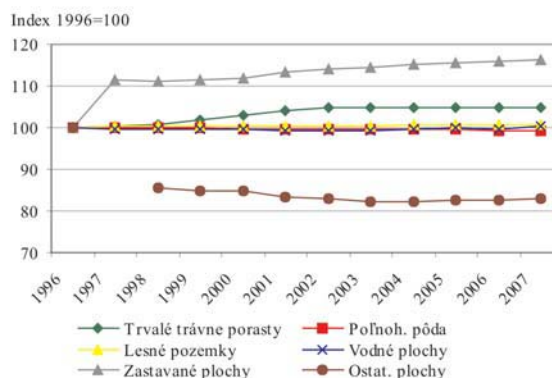 Index 1996=100
120
110
100
90
80
70
1996 1997 1998 1999 2000 2001 2002 2003 2004 2005 2006 2007
Trvalé trávne porasty Poľnoh. pôda
Lesné pozemky Vodné plochy
Zastavané plochy Ostat. plochy